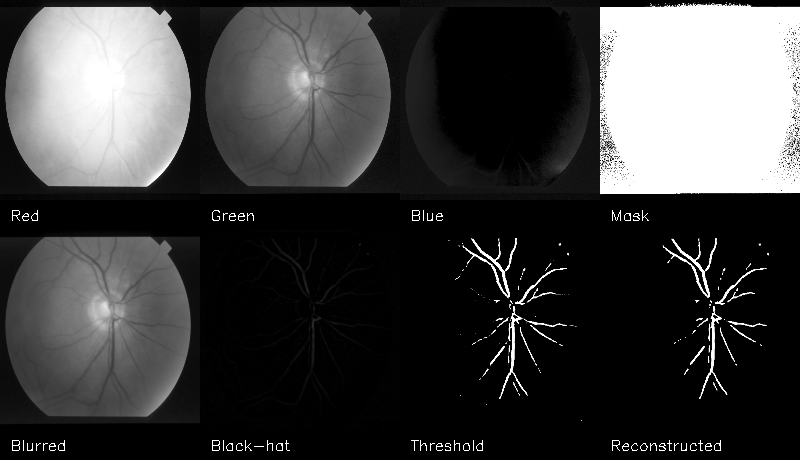 Red
Green
Blue
Mask
Blurred
Black-hat
Threshold
Reconstructed